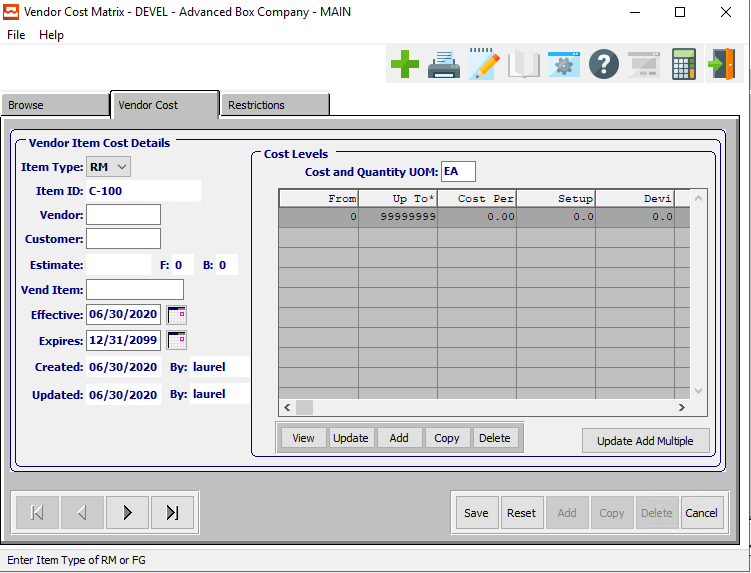 Vendor Cost Matrix - DEVEL - Advanced Box Company - MAIN
File Help
Browse Vendor Cost Restrictions
Vendor Item Cost Details
Item Type: RM
Item ID: C-100
Vendor:
Customer:
Estimate: F: 0 B: 0
Vend Item:
Effective: 06/30/2020
Expires: 12/31/2099
Created: 06/30/2020 By: laurel
Updated: 06/30/2020 By: laurel
Cost Levels
Cost and Quantity UOM: EA
From Up To* Cost Per Setup Devi
0 99999999 0.00 0.0 0.0
View Update Add Copy Delete Update Add Multiple
Save Reset Add Copy Delete Cancel
Enter Item Type of RM or FG